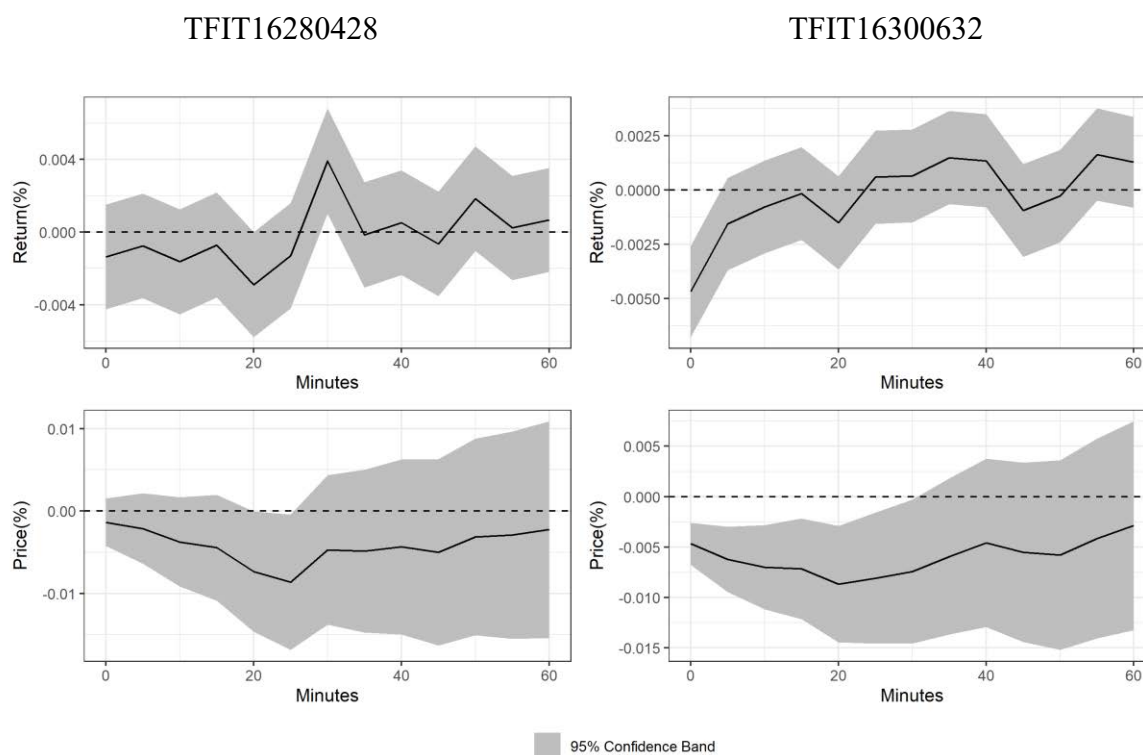 TFIT16280428
TFIT16300632
Return(%)
0.004
0.000
-0.004
0
20
40
60
Minutes
Return(%)
0.0025
0.0000
-0.0025
-0.0050
0
20
40
60
Minutes
Price(%)
0.01
0.00
-0.01
0
20
40
60
Minutes
Price(%)
0.005
0.000
-0.005
-0.010
-0.015
0
20
40
60
Minutes
95% Confidence Band